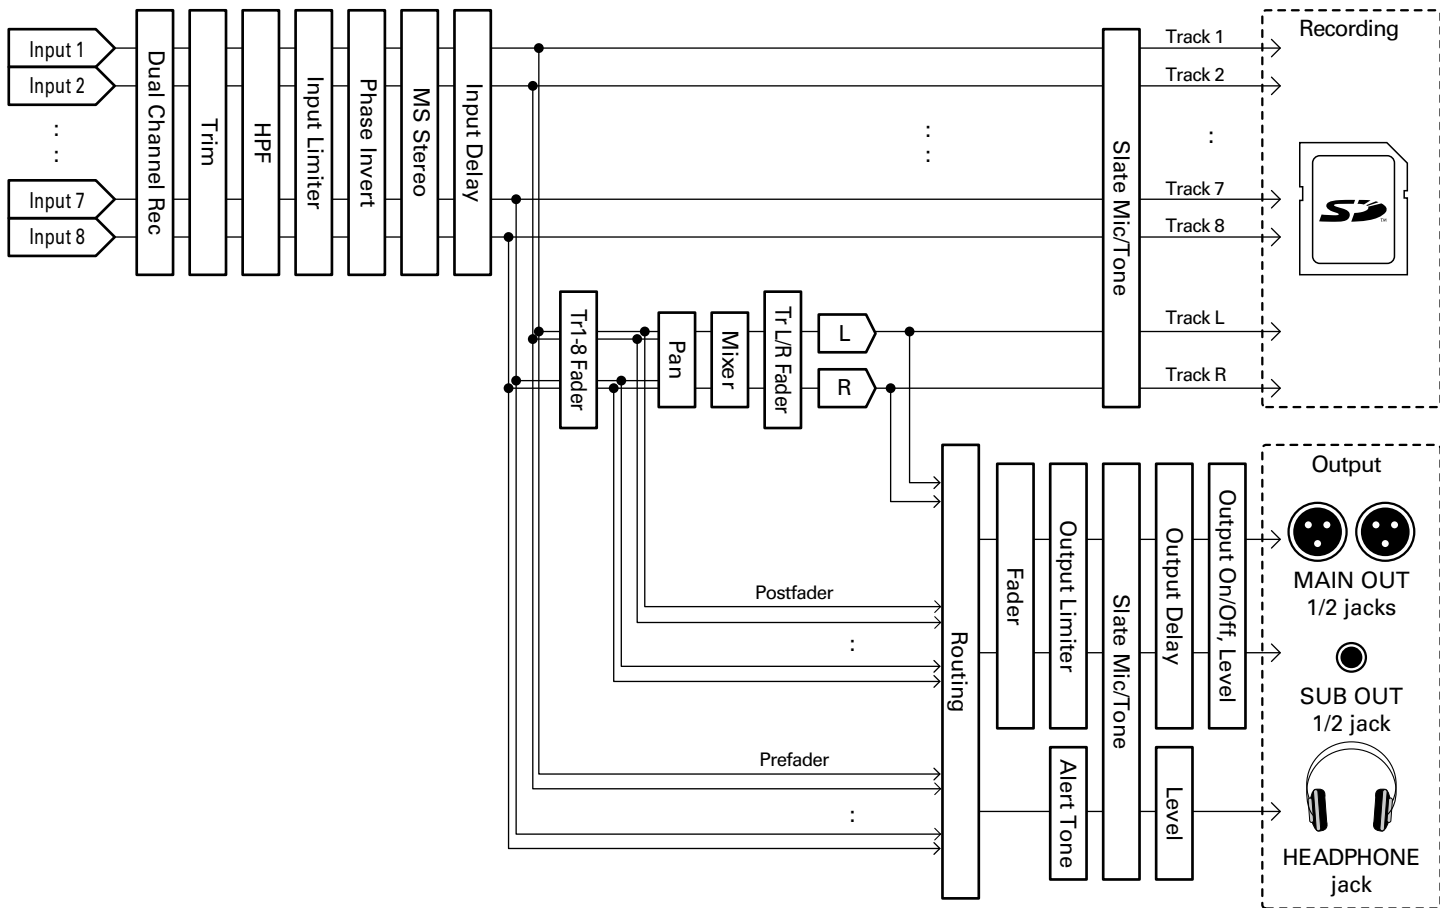 Input 1
Input 2
Input 7
Input 8
Dual Channel Rec
Trim
HPF
Input Limiter
Phase Invert
MS Stereo
Input Delay
Slate Mic/Tone
Track 1
Track 2
Track 7
Track 8
Track L
Track R
Recording
SD
TM
Tr1-8 Fader
Pan
Mixer
Tr L/R Fader
L
R
Postfader
Prefader
Routing
Fader
Output Limiter
Slate Mic/Tone
Output Delay
Output On/Off, Level
Alert Tone
Level
Output
MAIN OUT
1/2 jacks
SUB OUT
1/2 jack
HEADPHONE
jack